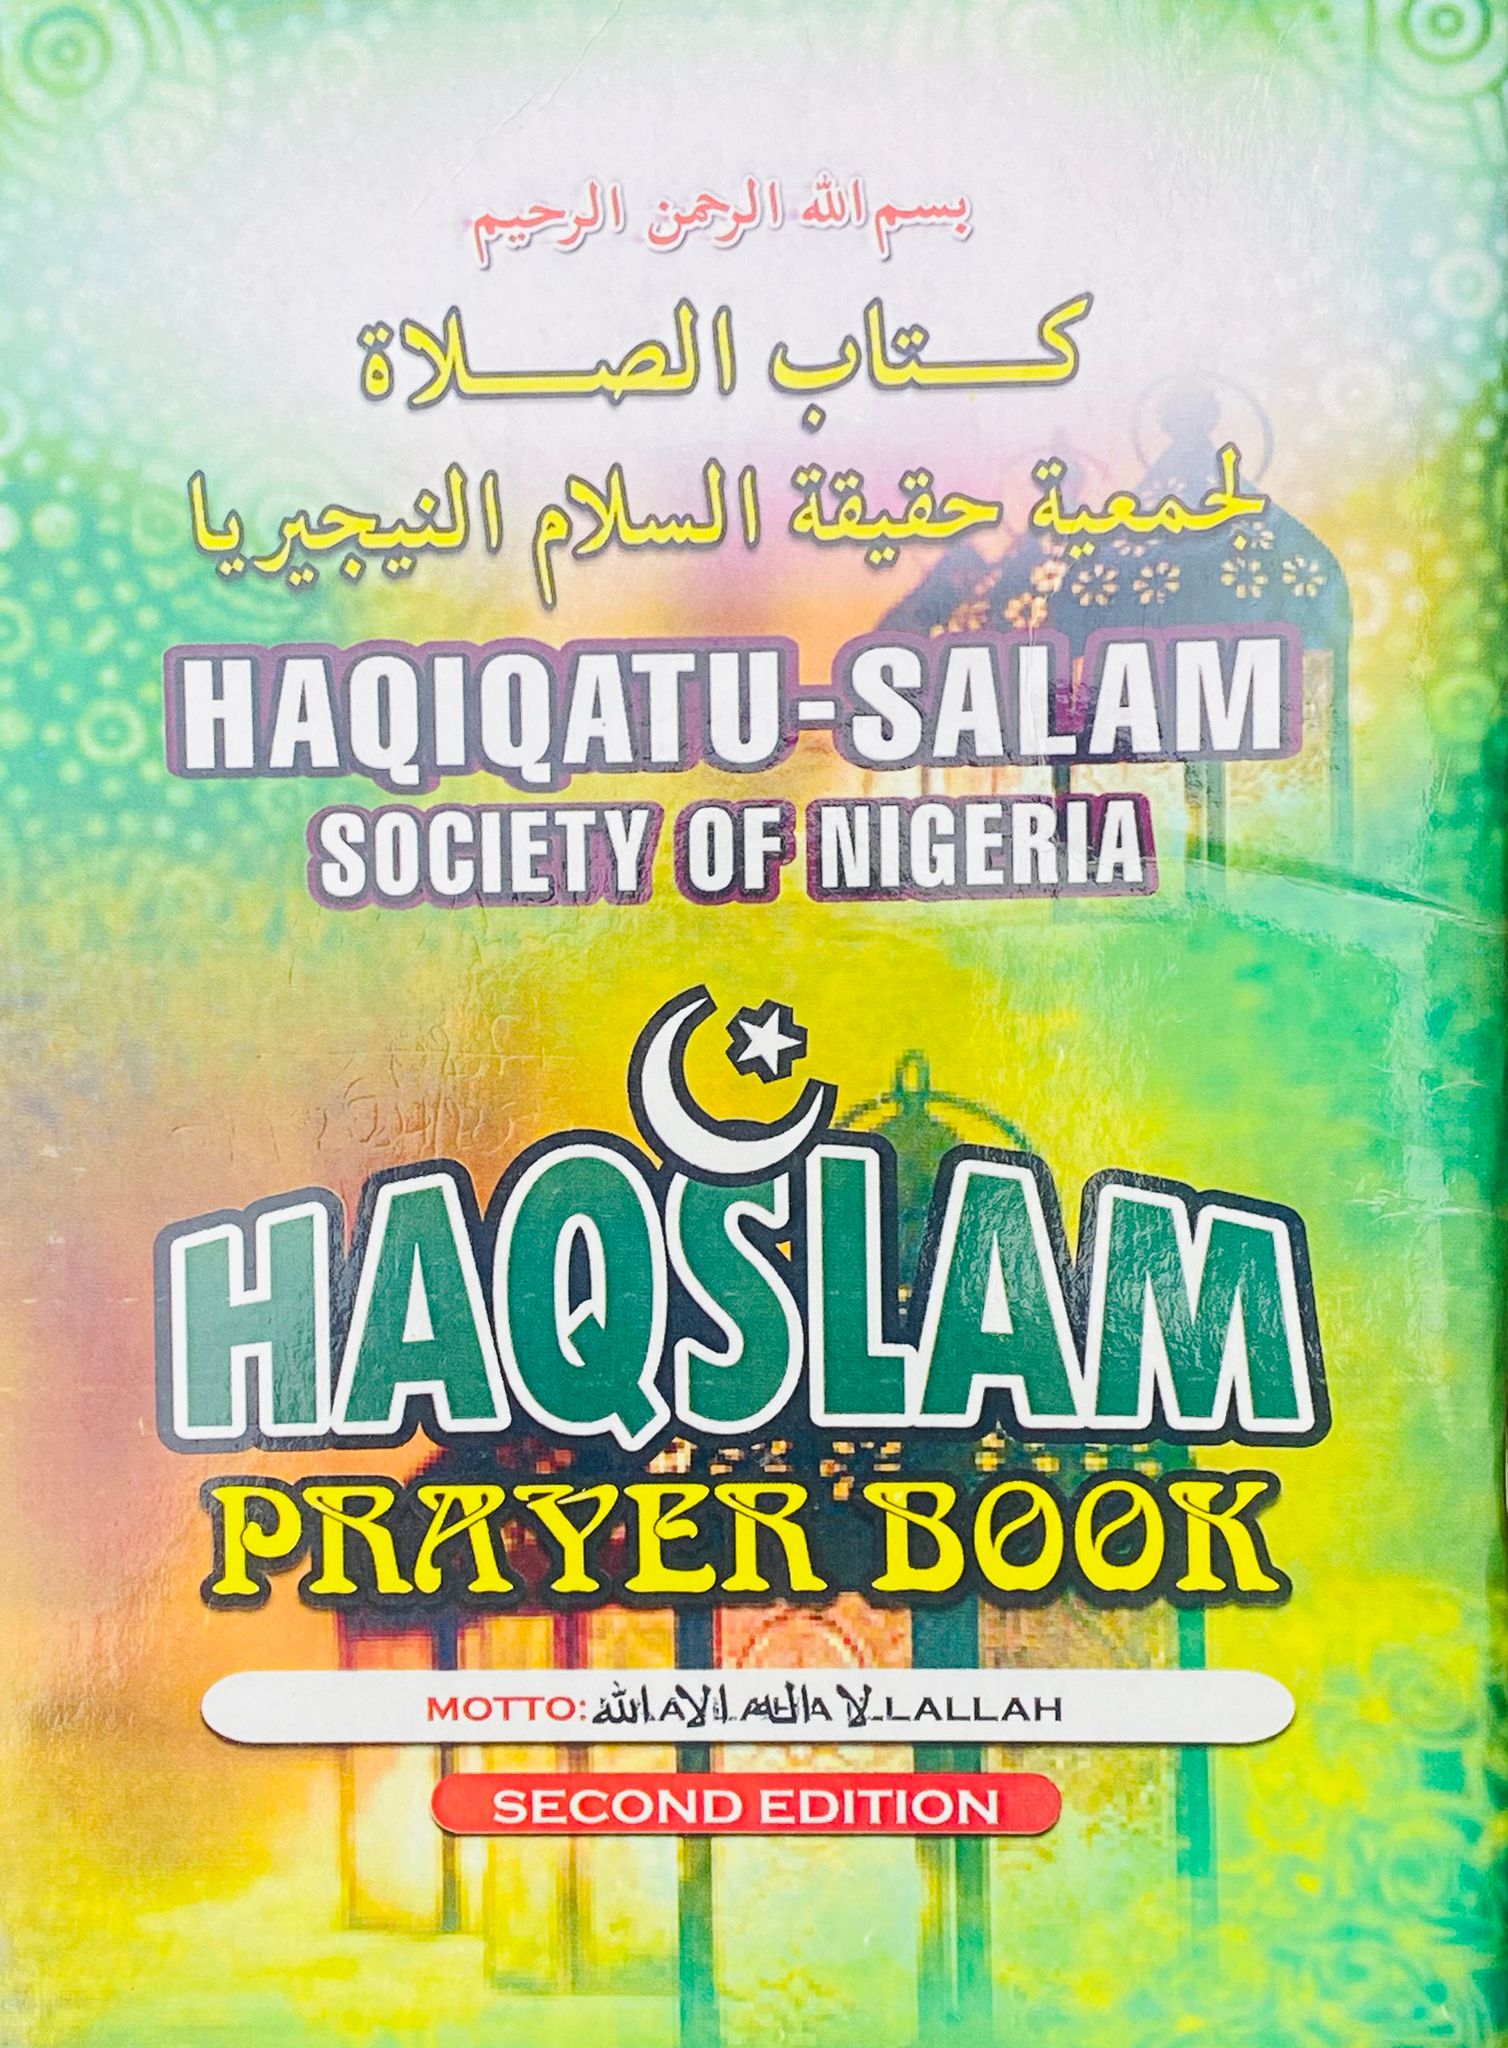 بسم الله الرحمن الرحيم
كتاب الصلاة
لجمعية حقيقة السلام النيجيريا
HAQIQATU-SALAM
SOCIETY OF NIGERIA
HAQSLAM
PRAYER BOOK
MOTTO: لا اله الا الله LALLAH
SECOND EDITION